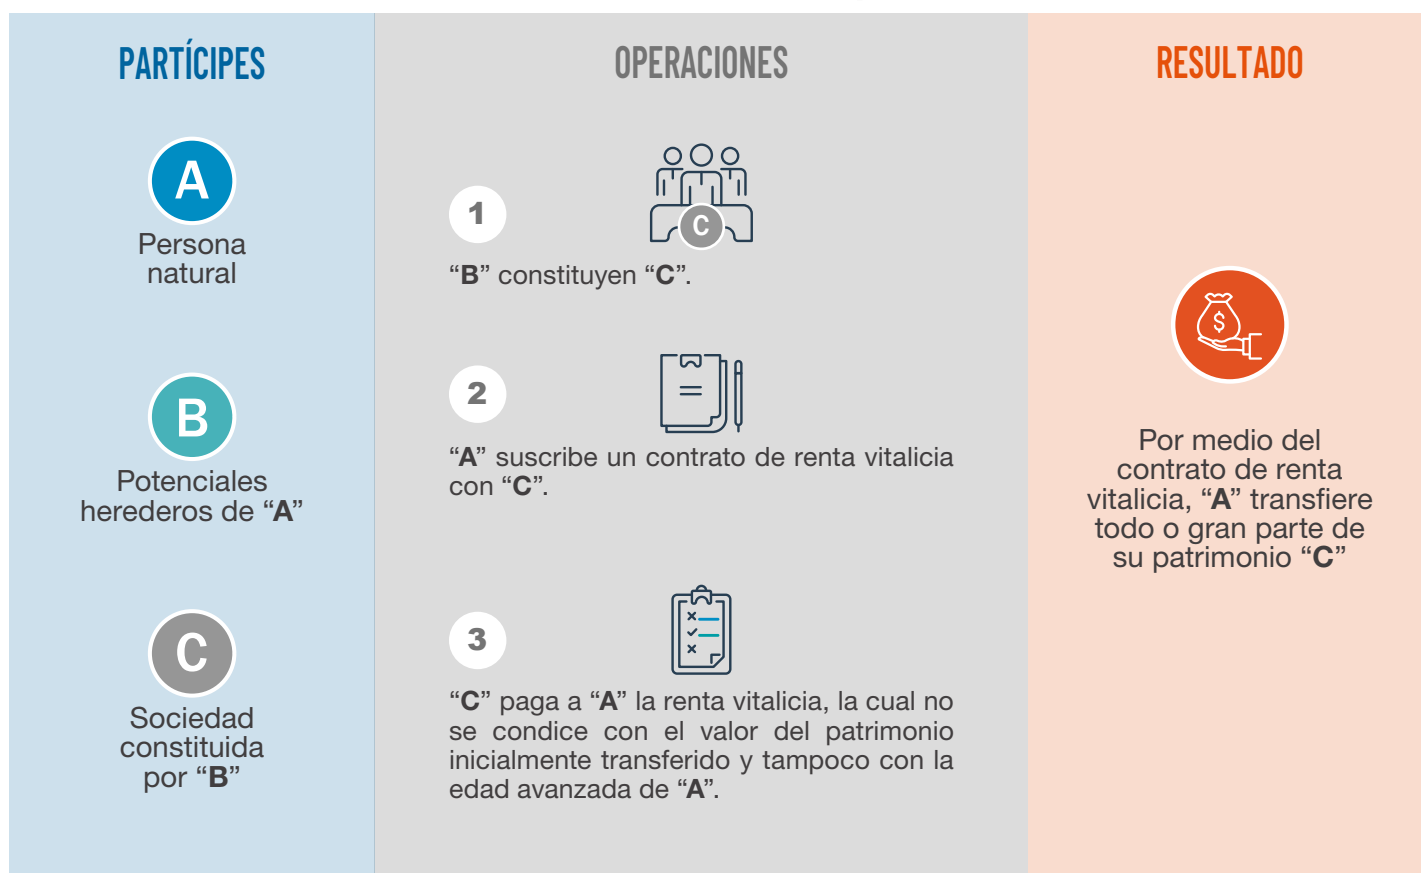 PARTÍCIPES
A
Persona
natural
B
Potenciales
herederos de “A”
C
Sociedad
constituida
por “B”
OPERACIONES
1
C
“B” constituyen “C”.
2
“A” suscribe un contrato de renta vitalicia
con “C”.
3
“C” paga a “A” la renta vitalicia, la cual no
se condice con el valor del patrimonio
inicialmente transferido y tampoco con la
edad avanzada de “A”.
RESULTADO
$
Por medio del
contrato de renta
vitalicia, “A” transfiere
todo o gran parte de
su patrimonio “C”